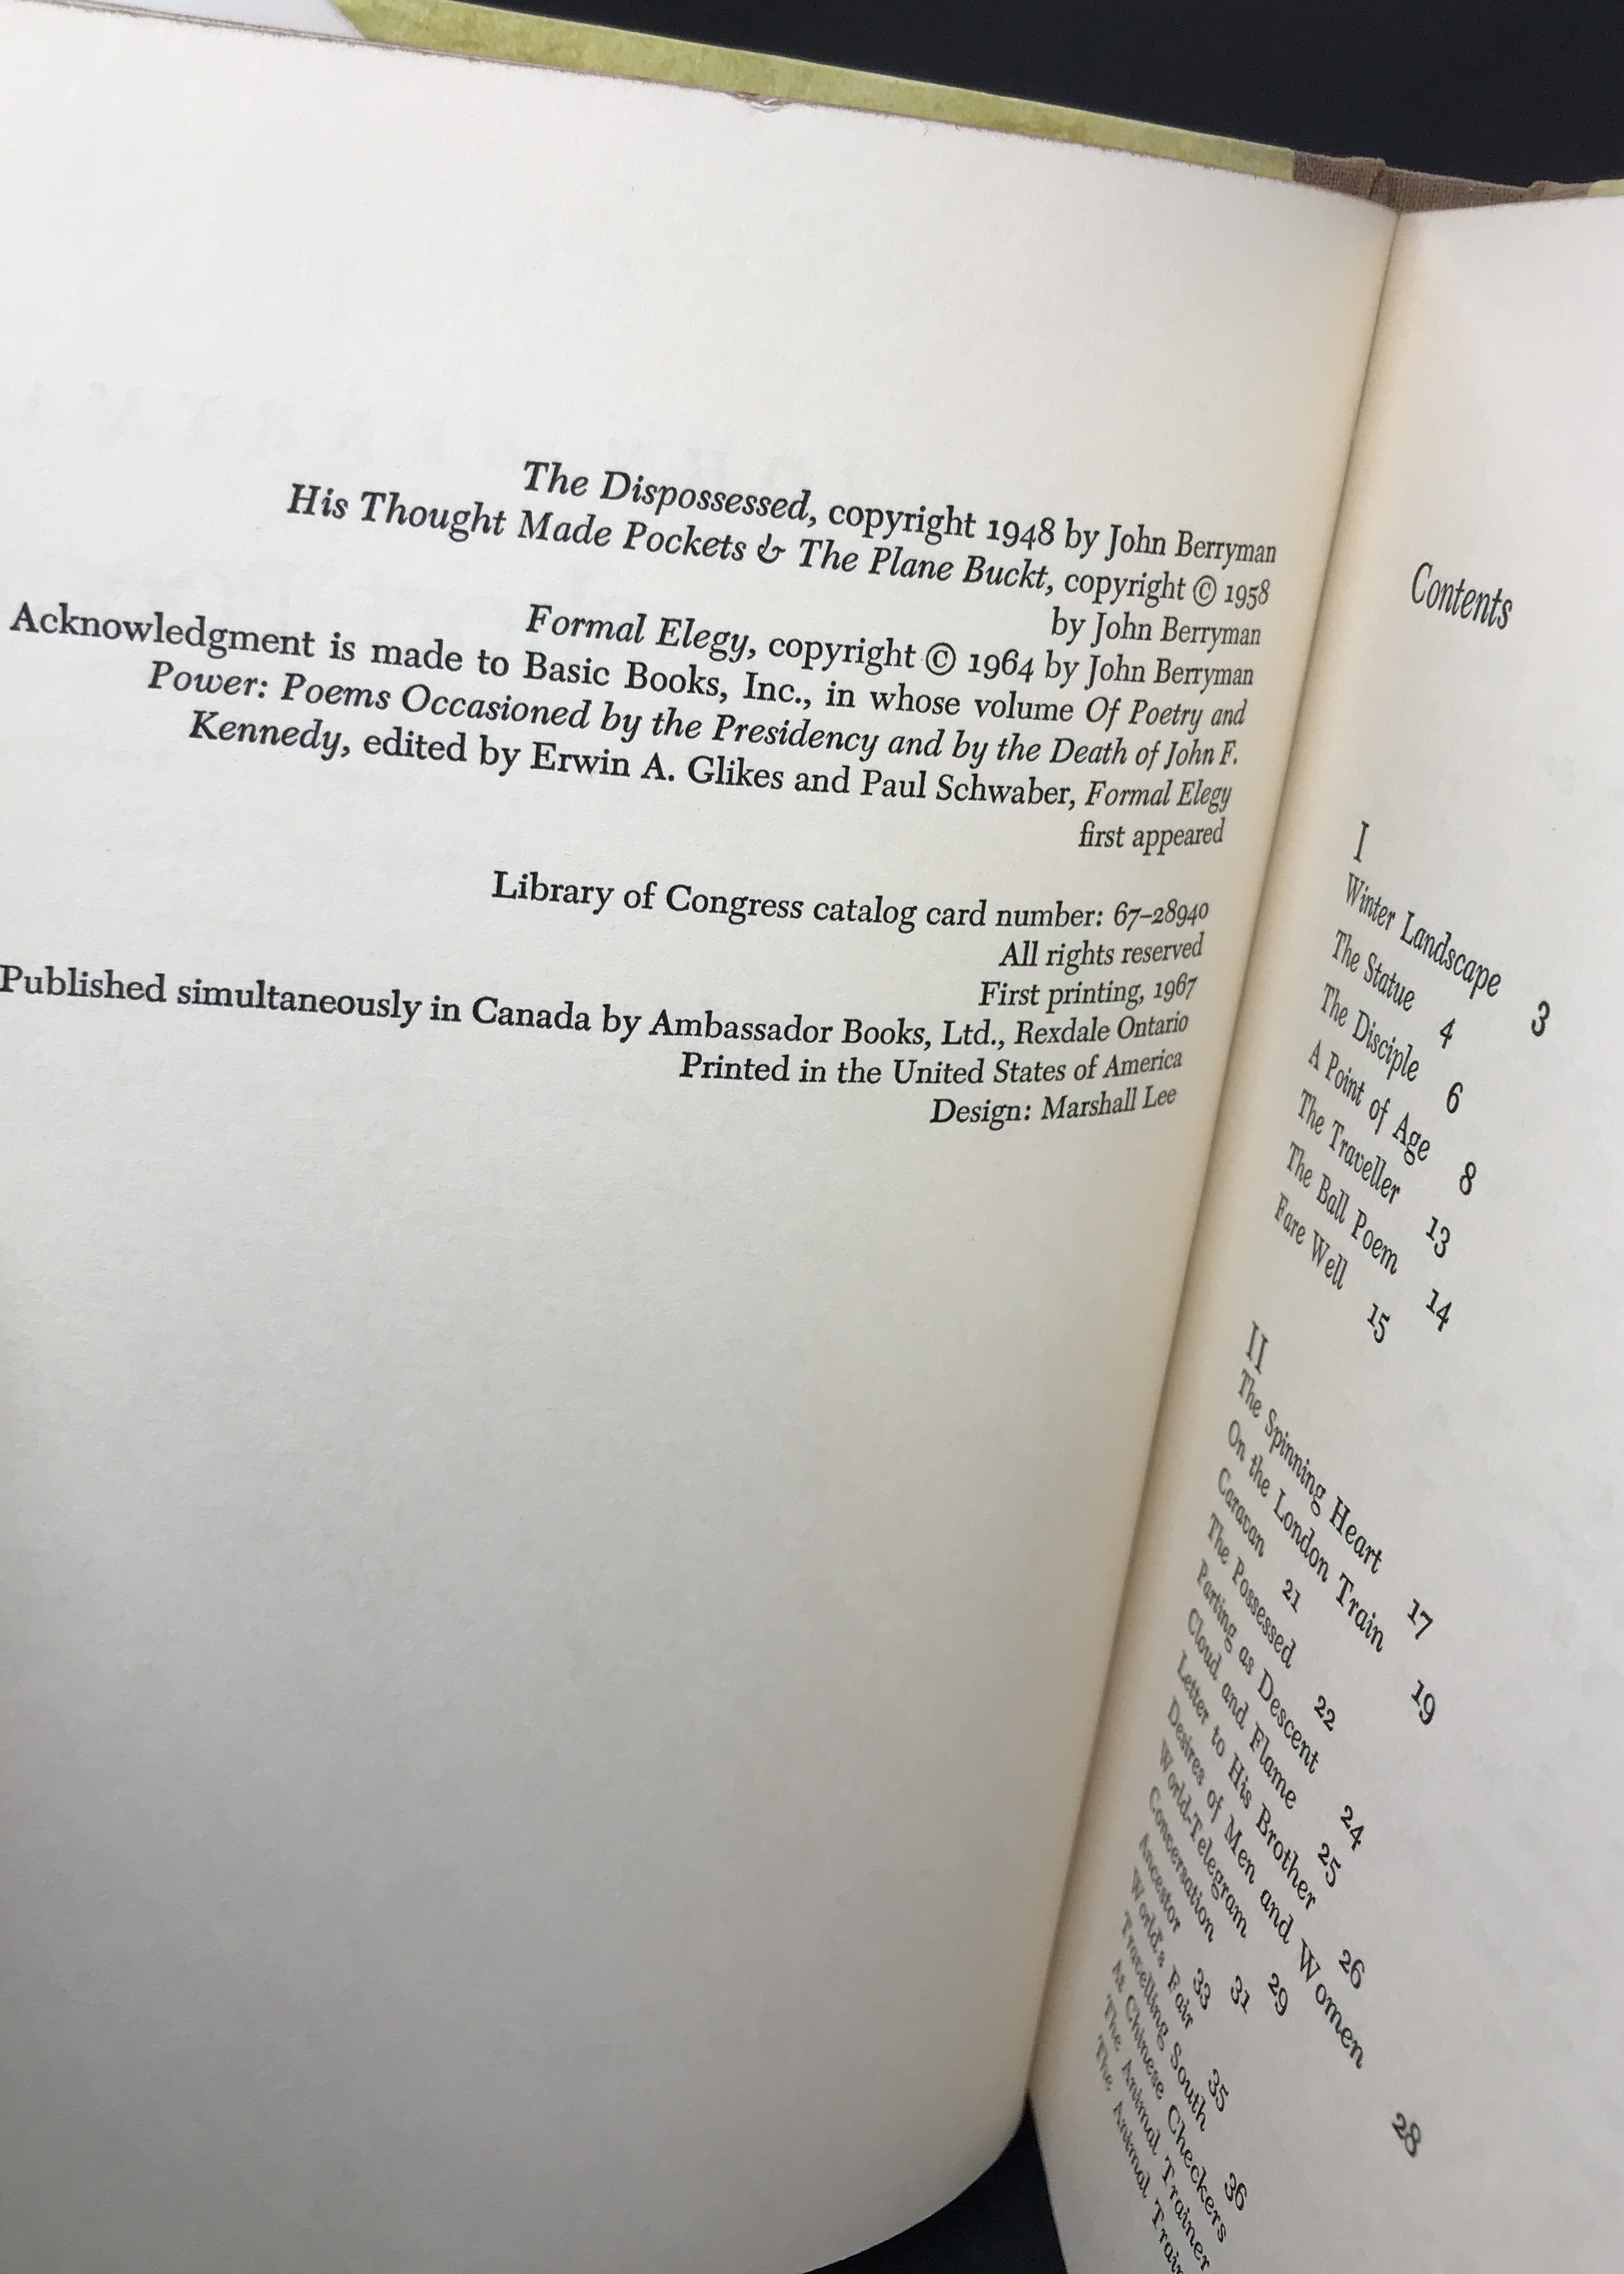 The Dispossessed, copyright 1948 by John Berryman
His Thought Made Pockets & The Plane Buckt, copyright © 1958
by John Berryman
Formal Elegy, copyright © 1964 by John Berryman
Acknowledgment is made to Basic Books, Inc., in whose volume Of Poetry and
Power: Poems Occasioned by the Presidency and by the Death of John F.
Kennedy, edited by Erwin A. Glikes and Paul Schwaber, Formal Elegy
first appeared
Library of Congress catalog card number: 67–28940
All rights reserved
First printing, 1967
Published simultaneously in Canada by Ambassador Books, Ltd., Rexdale Ontario
Printed in the United States of America
Design: Marshall Lee
Contents
I
Winter Landscape 3
The Statue 4
The Disciple 6
A Point of Age 8
The Traveller 13
The Ball Poem 14
Fare Well 15
II
The Spinning Heart 17
On the London Train 19
Caravan 21
The Possessed 22
Parting as Descent 24
Cloud and Flame 25
Letter to His Brother 26
Desires of Men and Women 28
World-Telegram 29
Conversation 31
Ancestor 33
World's Fair 35
Travelling South 36
At Chinese Checkers
The Animal Trainer
The Animal